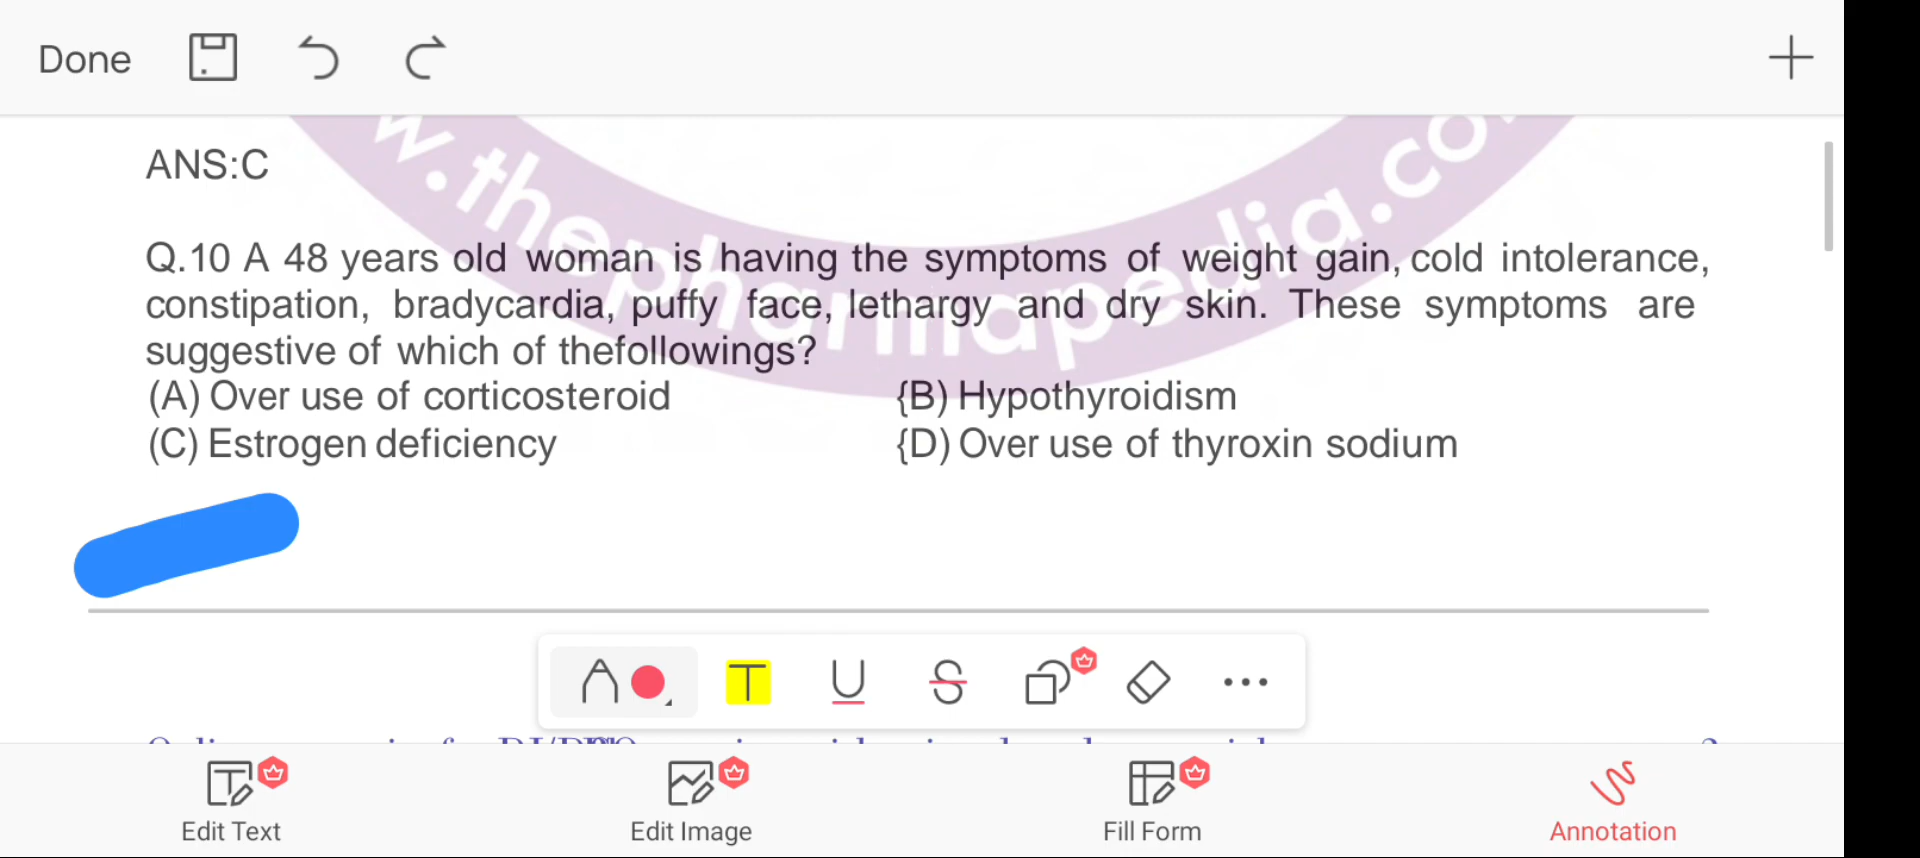 Done
ANS:C
w.thepharmapedia.co
Q.10 A 48 years old woman is having the symptoms of weight gain, cold intolerance,
constipation, bradycardia, puffy face, lethargy and dry skin. These symptoms are
suggestive of which of thefollowings?
(A) Over use of corticosteroid {B) Hypothyroidism
(C) Estrogen deficiency {D) Over use of thyroxin sodium
T U S
Edit Text Edit Image Fill Form Annotation